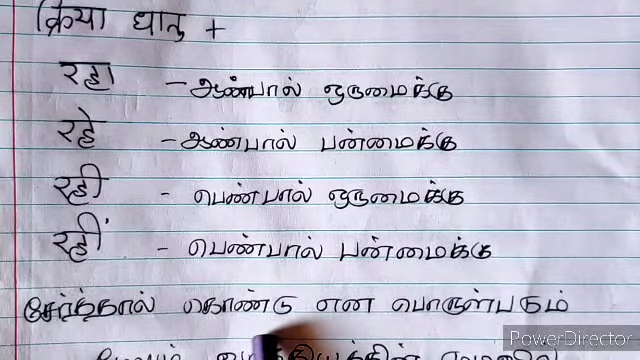 क्रिया धातु +
रहा - ஆண்பால் ஒருமைக்கு
रहे - ஆண்பால் பன்மைக்கு
रही - பெண்பால் ஒருமைக்கு
रहीं - பெண்பால் பன்மைக்கு
சேர்த்தால் கொண்டு என பொருள்படும்
PowerDirector